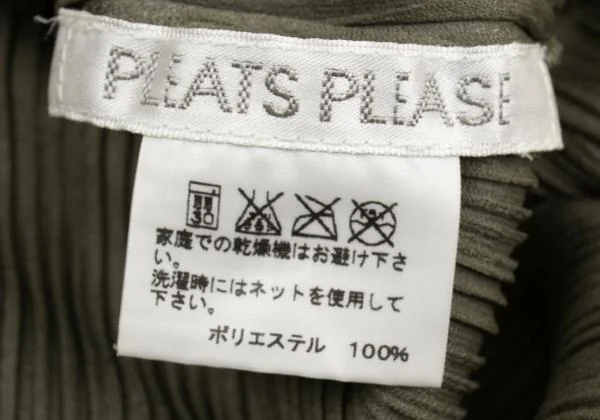 PLEATS PLEASE
家庭での乾燥機はお避け下さ
い。
洗濯時にはネットを使用して
下さい。
ポリエステル 100%